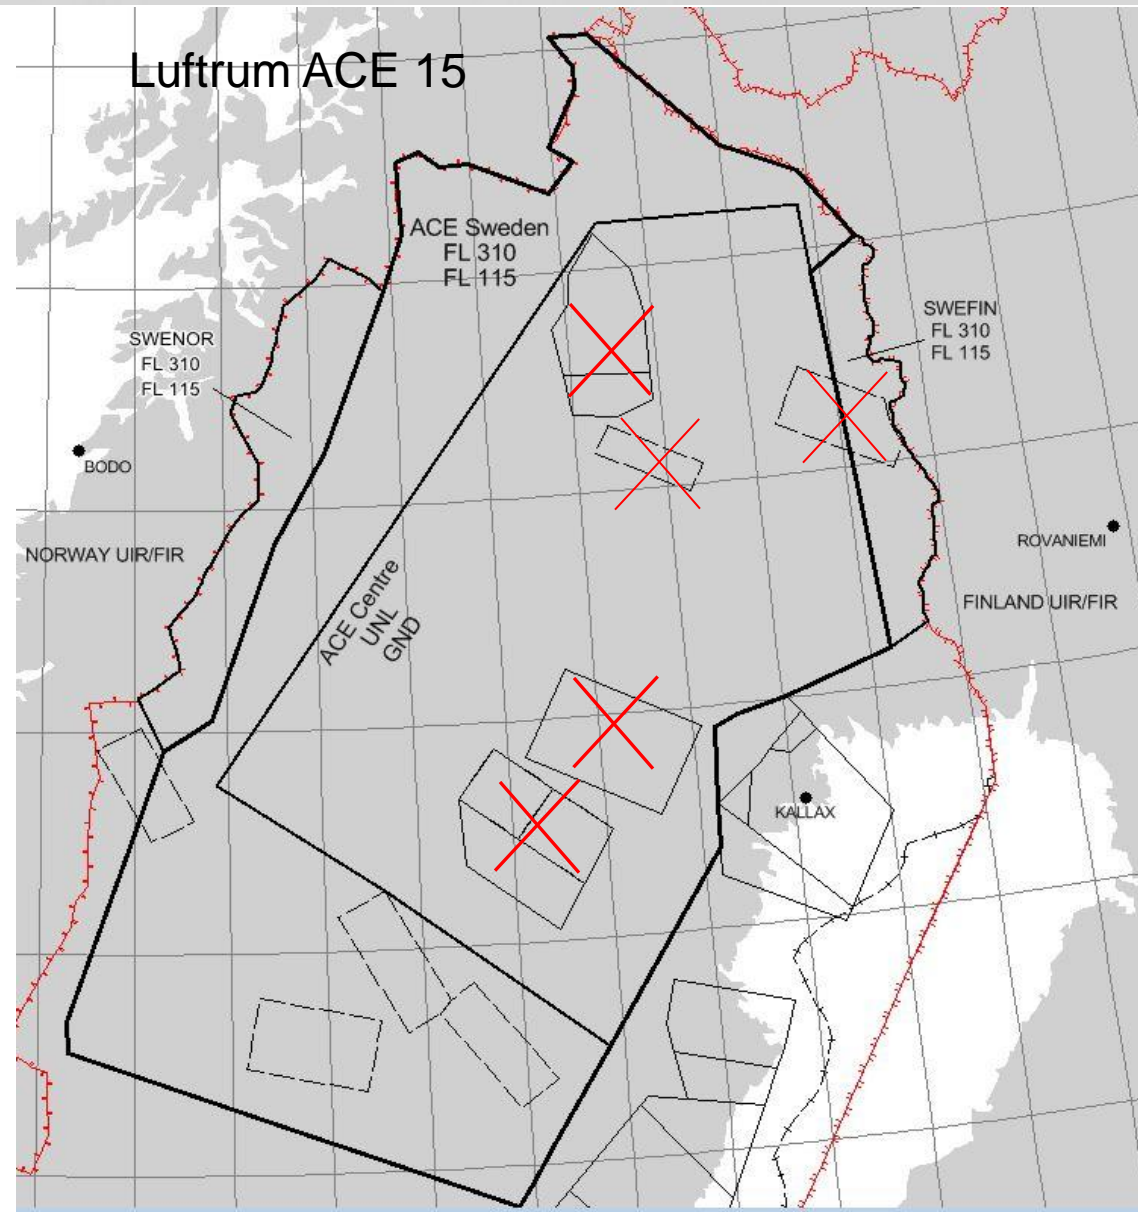 Luftrum ACE 15
ACE Sweden
FL 310
FL 115
SWENOR
FL 310
FL 115
SWEFIN
FL 310
FL 115
BODO
NORWAY UIR/FIR
ROVANIEMI
ACE Centre
UNL
GND
FINLAND UIR/FIR
KALLAX